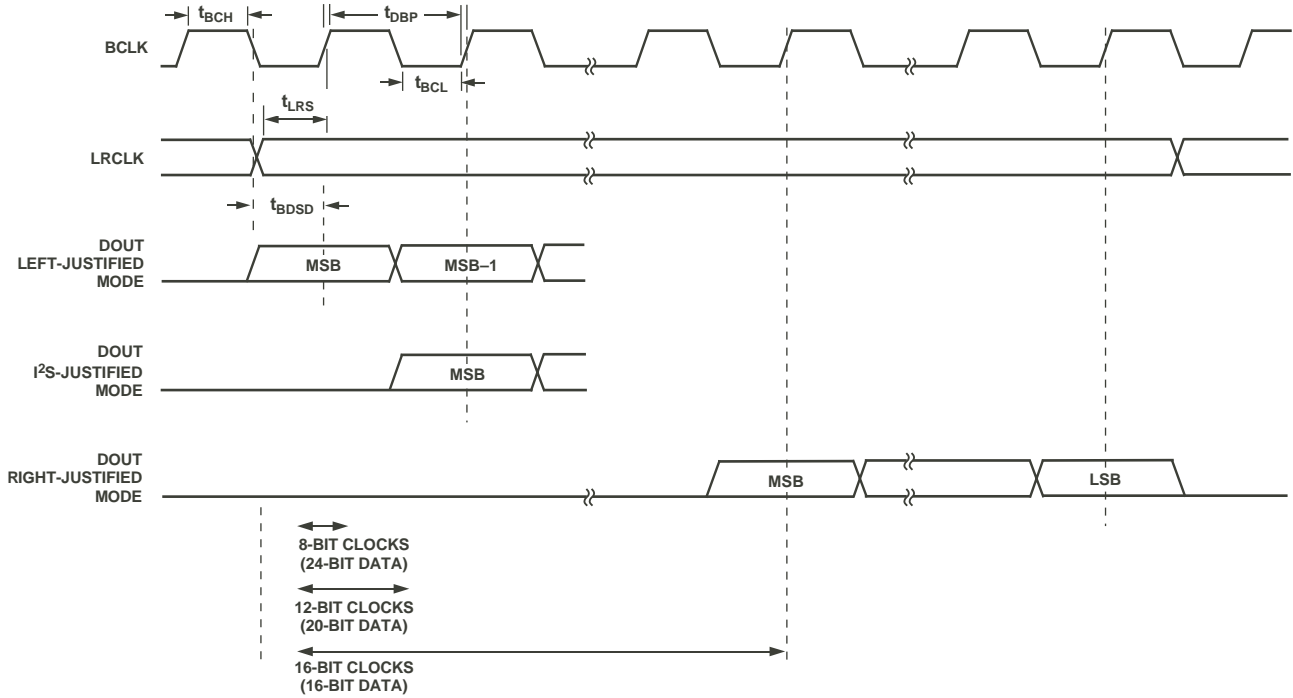 tBCH
tDBP
BCLK
tBCL
tLRS
LRCLK
tBDSD
DOUT
LEFT-JUSTIFIED
MODE
MSB
MSB–1
DOUT
I2S-JUSTIFIED
MODE
MSB
DOUT
RIGHT-JUSTIFIED
MODE
MSB
LSB
8-BIT CLOCKS
(24-BIT DATA)
12-BIT CLOCKS
(20-BIT DATA)
16-BIT CLOCKS
(16-BIT DATA)